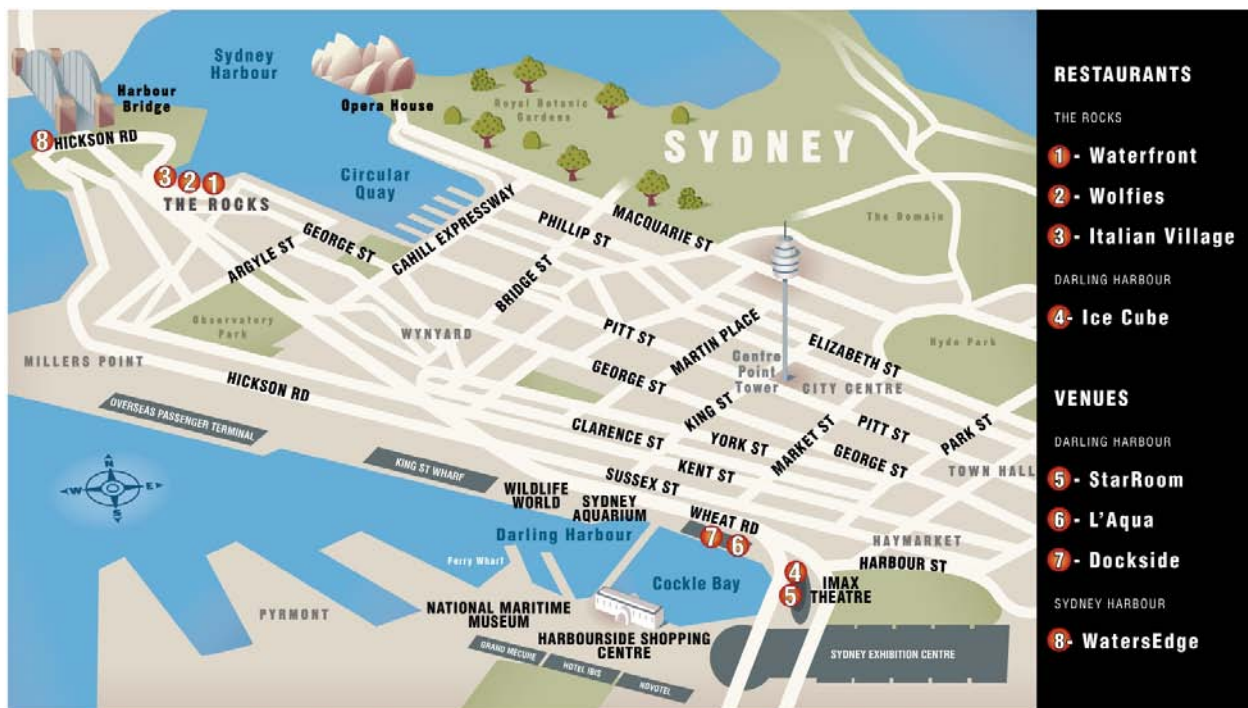 Sydney
Harbour
Harbour
Bridge
Opera House
Royal Botanic
Gardens
SYDNEY
8 HICKSON RD
3 2 1
THE ROCKS
Circular
Quay
ARGYLE ST
GEORGE ST
CAHILL EXPRESSWAY
PHILLIP ST
MACQUARIE ST
BRIDGE ST
The Domain
Observatory
Park
WYNYARD
MILLERS POINT
HICKSON RD
PITT ST
MARTIN PLACE
GEORGE ST
Centre
Point
Tower
CITY CENTRE
ELIZABETH ST
Hyde Park
OVERSEAS PASSENGER TERMINAL
KING ST WHARF
CLARENCE ST
KING ST
YORK ST
KENT ST
MARKET ST
PITT ST
GEORGE ST
PARK ST
TOWN HALL
SUSSEX ST
N
W E
S
WILDLIFE
WORLD
SYDNEY
AQUARIUM
WHEAT RD
7 6
HAYMARKET
HARBOUR ST
Darling Harbour
Ferry Wharf
Cockle Bay
4
5
IMAX
THEATRE
PYRMONT
NATIONAL MARITIME
MUSEUM
HARBOURSIDE SHOPPING
CENTRE
GRAND MECURE
HOTEL IBIS
NOVOTEL
SYDNEY EXHIBITION CENTRE
RESTAURANTS
THE ROCKS
1 - Waterfront
2 - Wolfies
3 - Italian Village
DARLING HARBOUR
4 - Ice Cube
VENUES
DARLING HARBOUR
5 - StarRoom
6 - L'Aqua
7 - Dockside
SYDNEY HARBOUR
8 - WatersEdge